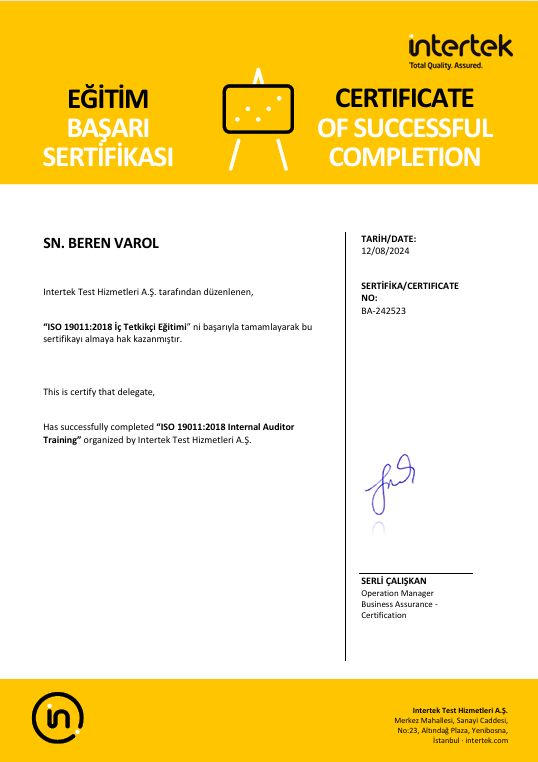 intertek
Total Quality. Assured.
EĞİTİM
BAŞARI
SERTİFİKASI
CERTIFICATE
OF SUCCESSFUL
COMPLETION
SN. BEREN VAROL
Intertek Test Hizmetleri A.Ş. tarafından düzenlenen,
“ISO 19011:2018 İç Tetkikçi Eğitimi” ni başarıyla tamamlayarak bu
sertifikayı almaya hak kazanmıştır.
This is certify that delegate,
Has successfully completed “ISO 19011:2018 Internal Auditor
Training” organized by Intertek Test Hizmetleri A.Ş.
TARİH/DATE:
12/08/2024
SERTİFİKA/CERTIFICATE
NO:
BA-242523
SERLİ ÇALIŞKAN
Operation Manager
Business Assurance -
Certification
in
Intertek Test Hizmetleri A.Ş.
Merkez Mahallesi, Sanayi Caddesi,
No:23, Altındağ Plaza, Yenibosna,
İstanbul · intertek.com